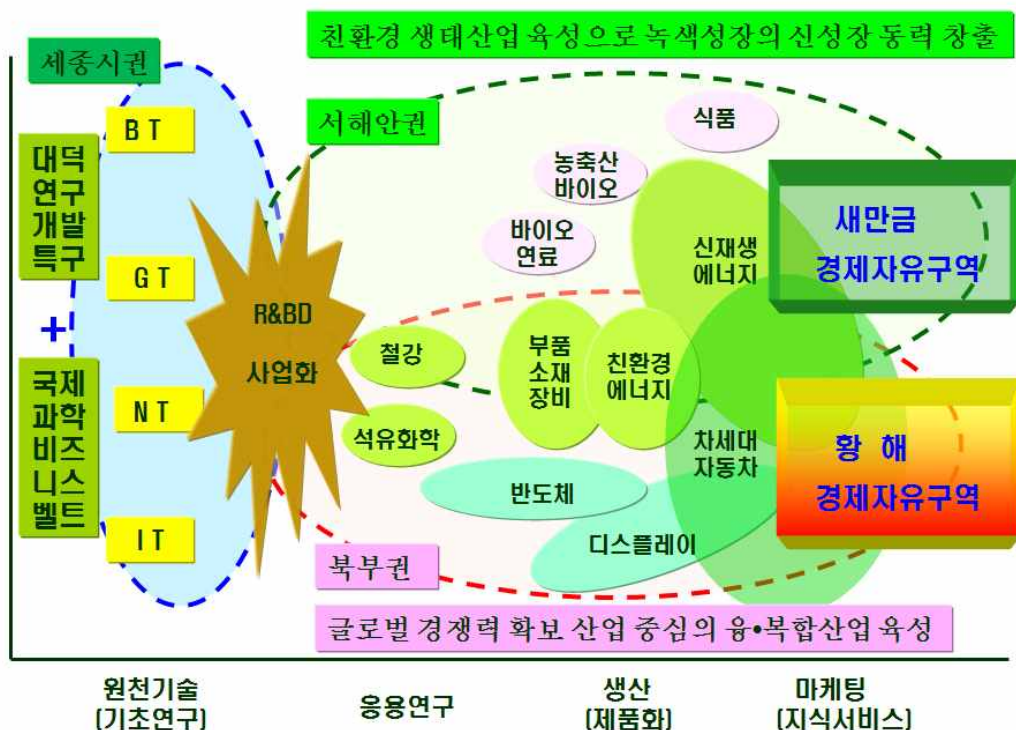 친환경 생태산업 육성으로 녹색성장의 신성장 동력 창출
세종시권
서해안권
BT
GT
NT
IT
대덕
연구
개발
특구
+
국제
과학
비즈
니스
벨트
R&BD
사업화
식품
농축산
바이오
바이오
연료
신재생
에너지
새만금
경제자유구역
철강
부품
소재
장비
친환경
에너지
석유화학
차세대
자동차
황 해
경제자유구역
반도체
디스플레이
북부권
글로벌 경쟁력 확보 산업 중심의 융•복합산업 육성
원천기술
(기초연구)
응용연구
생산
(제품화)
마케팅
(지식서비스)